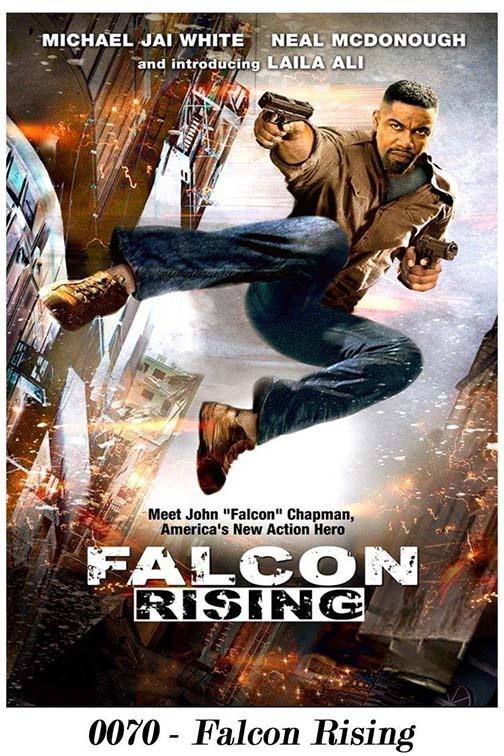 MICHAEL JAI WHITE NEAL MCDONOUGH
and introducing LAILA ALI
Meet John "Falcon" Chapman,
America's New Action Hero
FALCON
RISING
0070 - Falcon Rising